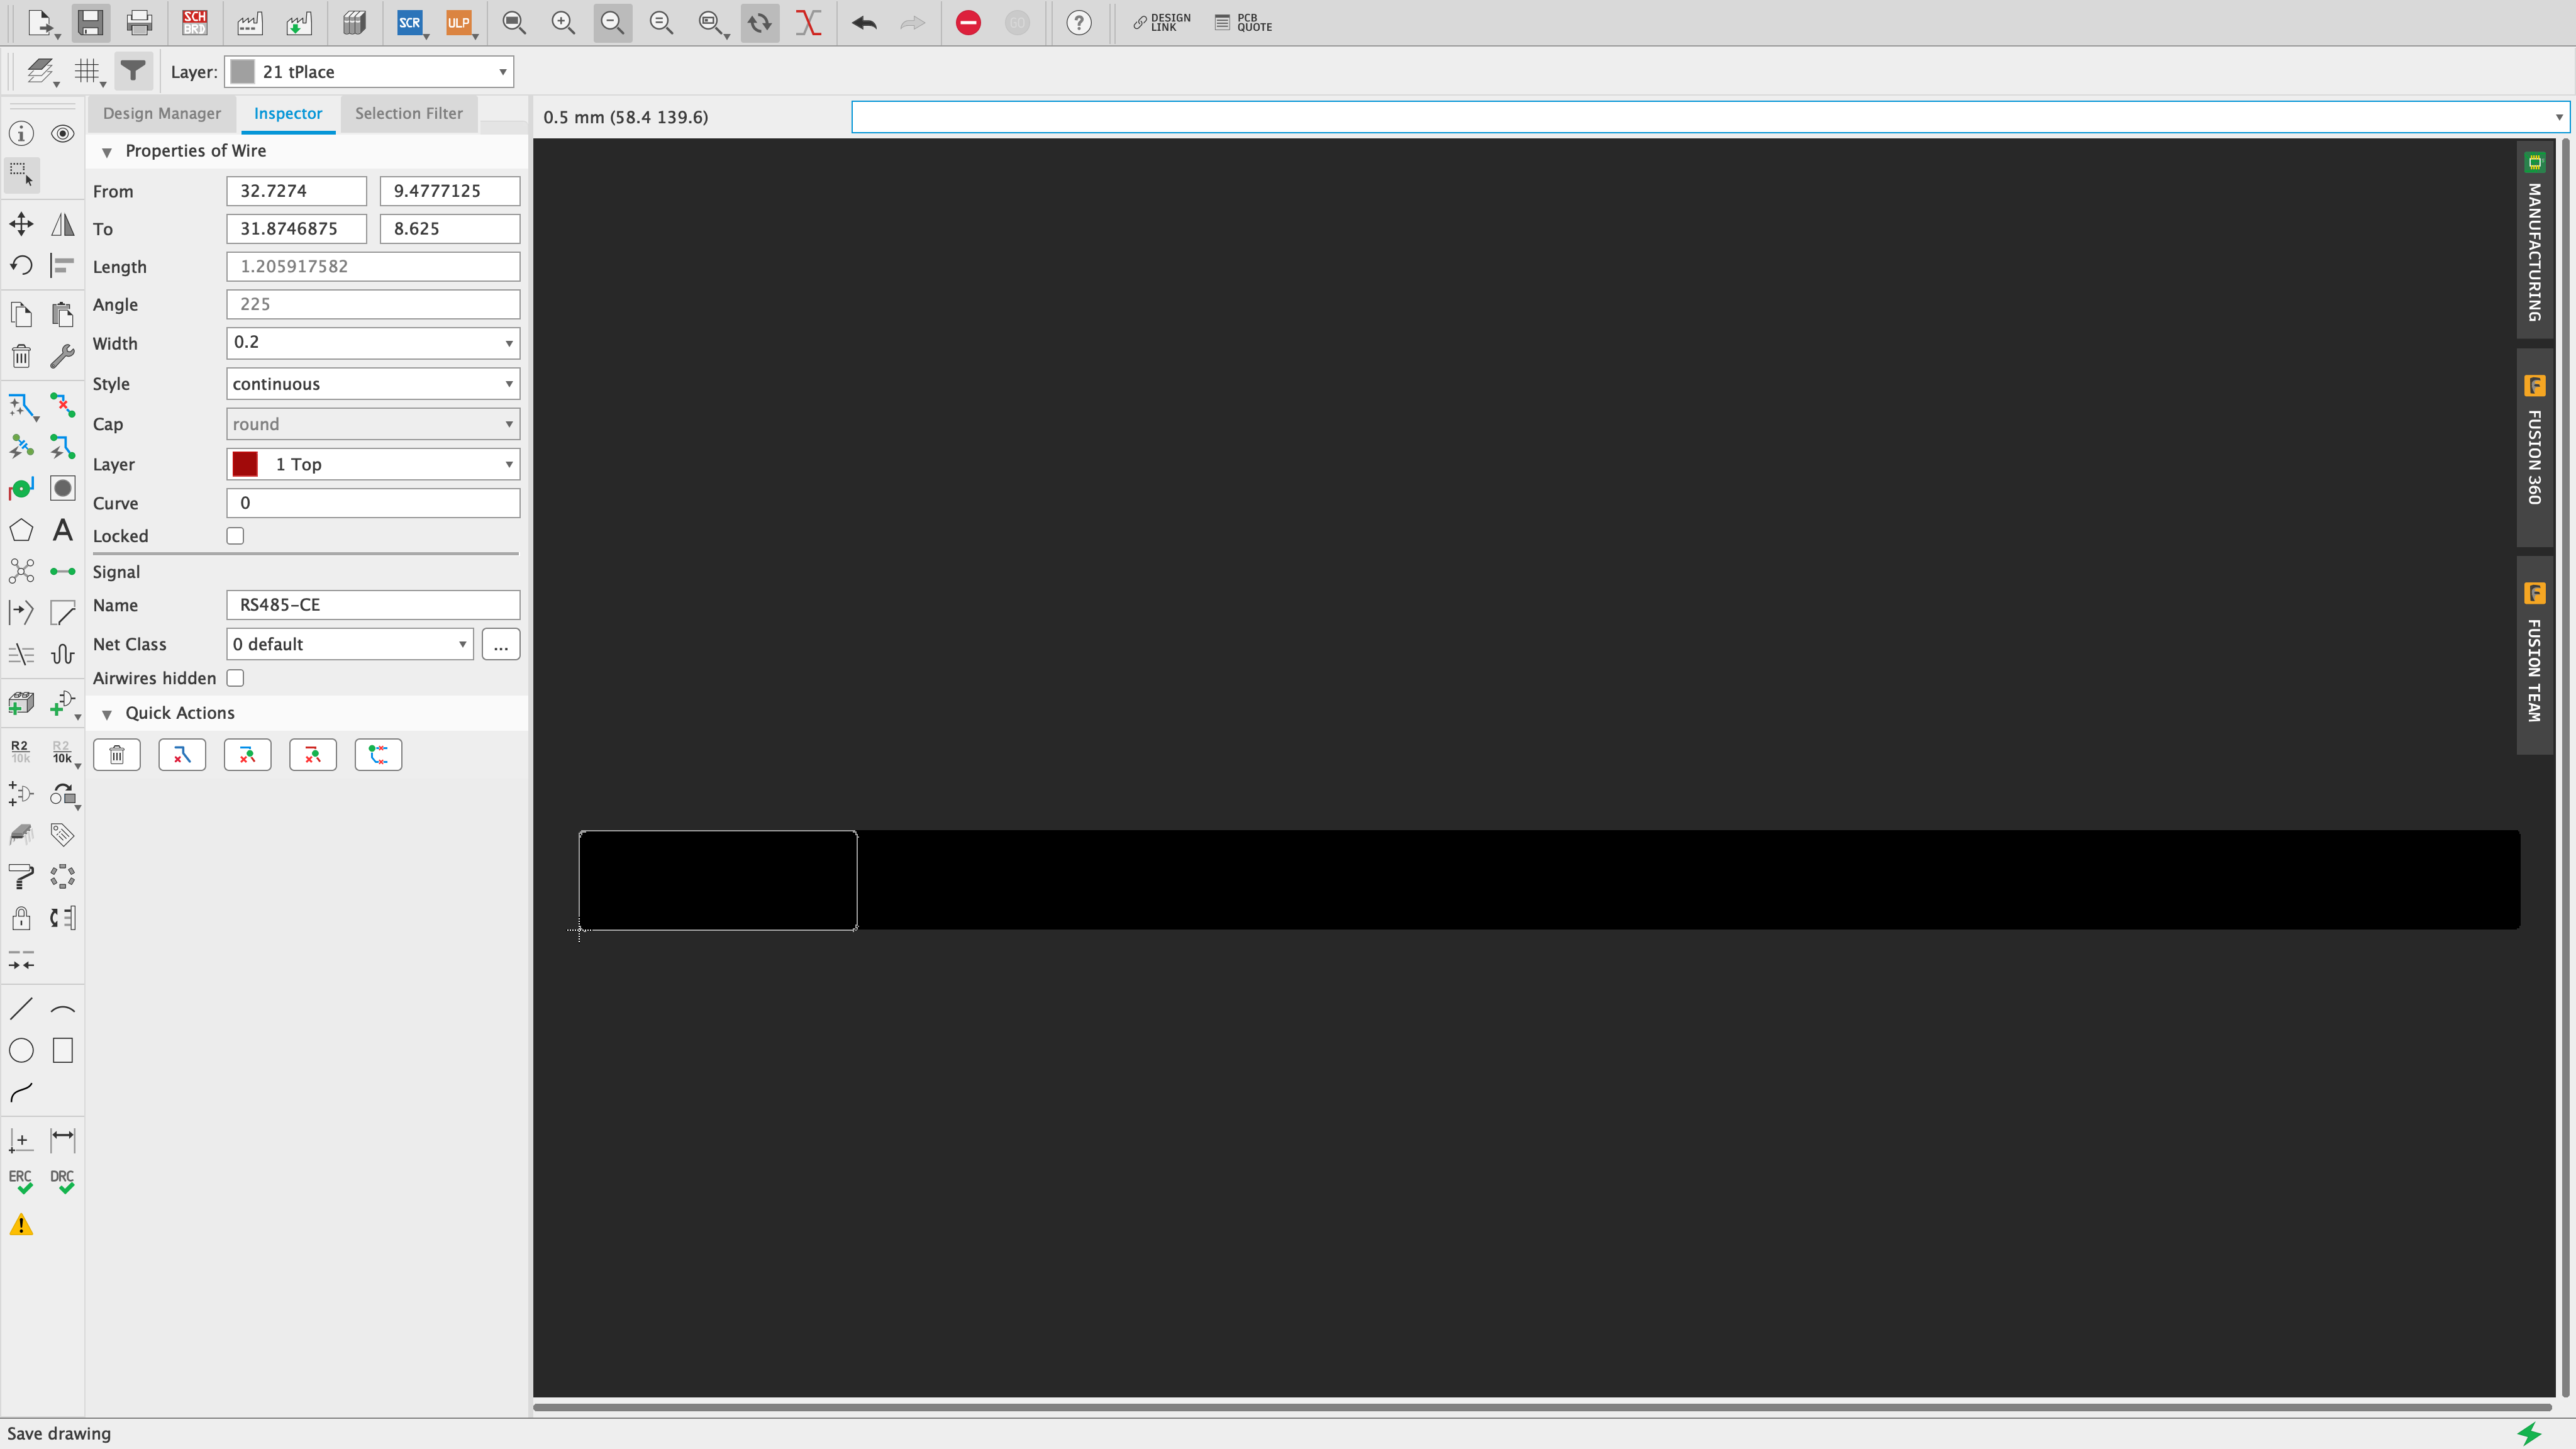 SCH
BRD
SCR
ULP
GO
?
DESIGN
LINK
PCB
QUOTE
Layer:
21 tPlace
Design Manager
Inspector
Selection Filter
0.5 mm (58.4 139.6)
Properties of Wire
From
32.7274
9.4777125
To
31.8746875
8.625
Length
1.205917582
Angle
225
Width
0.2
Style
continuous
Cap
round
Layer
1 Top
Curve
0
Locked
Signal
Name
RS485-CE
Net Class
0 default
...
Airwires hidden
Quick Actions
A
R2
10k
R2
10k
ERC
DRC
MANUFACTURING
FUSION 360
FUSION TEAM
Save drawing